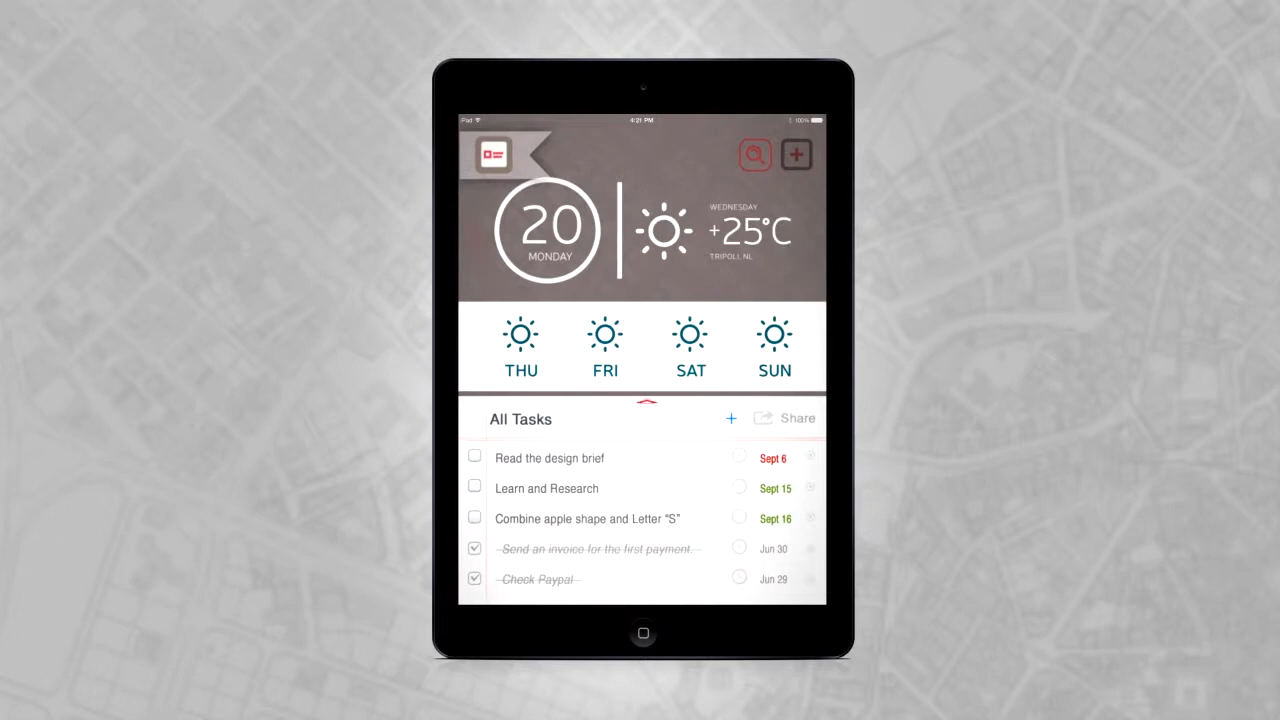 iPad 4:21 PM 100%
20
MONDAY
WEDNESDAY
+25°C
TRIPOLI, NL
THU FRI SAT SUN
All Tasks + Share
Read the design brief Sept 6
Learn and Research Sept 15
Combine apple shape and Letter “S” Sept 16
Send an invoice for the first payment. Jun 30
Check Paypal Jun 29